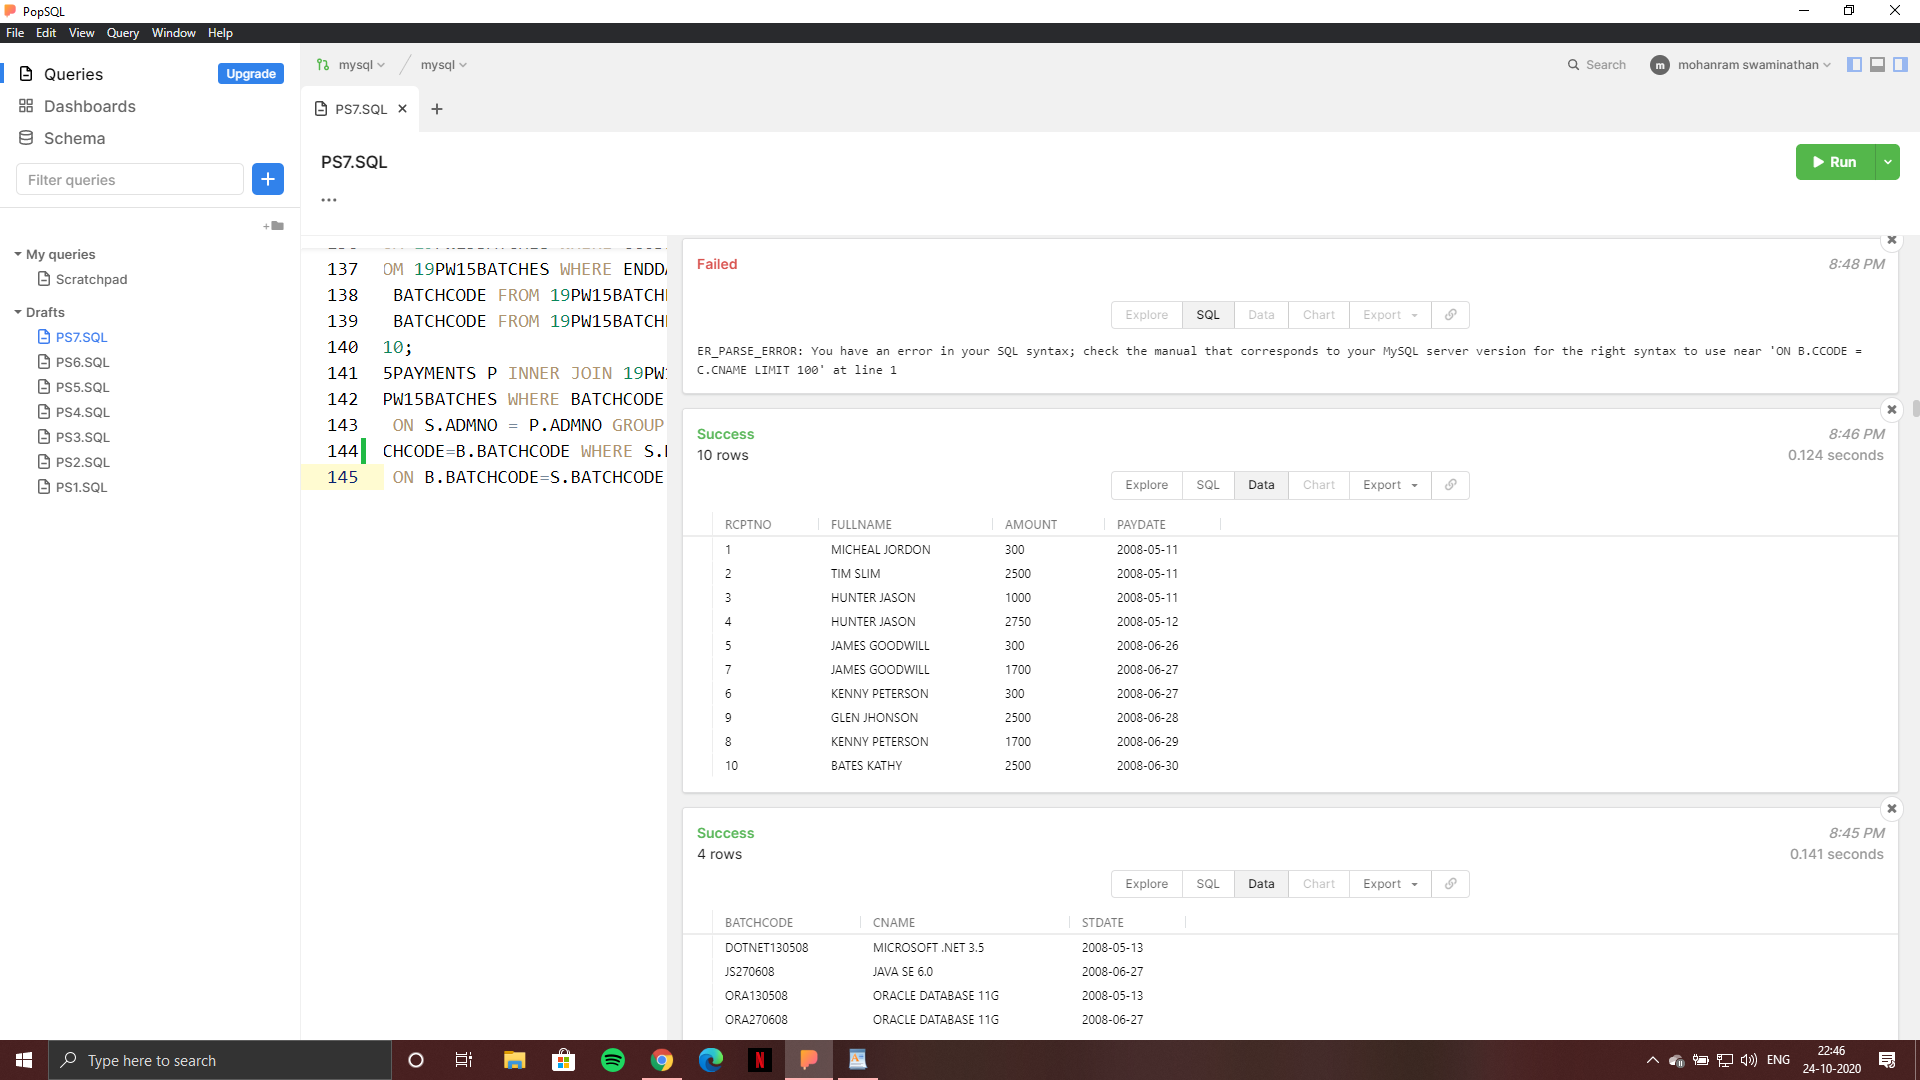 PopSQL
File Edit View Query Window Help
Queries
Upgrade
Dashboards
Schema
Filter queries
My queries
Scratchpad
Drafts
PS7.SQL
PS6.SQL
PS5.SQL
PS4.SQL
PS3.SQL
PS2.SQL
PS1.SQL
mysql mysql
Search
m mohanram swaminathan
PS7.SQL
PS7.SQL
...
Run
137 OM 19PW15BATCHES WHERE ENDDA
138 BATCHCODE FROM 19PW15BATCH
139 BATCHCODE FROM 19PW15BATCH
140 10;
141 5PAYMENTS P INNER JOIN 19PW
142 PW15BATCHES WHERE BATCHCODE
143 ON S.ADMNO = P.ADMNO GROUP
144 CHCODE=B.BATCHCODE WHERE S.
145 ON B.BATCHCODE=S.BATCHCODE
Failed
8:48 PM
Explore SQL Data Chart Export
ER_PARSE_ERROR: You have an error in your SQL syntax; check the manual that corresponds to your MySQL server version for the right syntax to use near 'ON B.CCODE =
C.CNAME LIMIT 100' at line 1
Success
8:46 PM
10 rows
0.124 seconds
Explore SQL Data Chart Export
RCPTNO FULLNAME AMOUNT PAYDATE
1 MICHEAL JORDON 300 2008-05-11
2 TIM SLIM 2500 2008-05-11
3 HUNTER JASON 1000 2008-05-11
4 HUNTER JASON 2750 2008-05-12
5 JAMES GOODWILL 300 2008-06-26
7 JAMES GOODWILL 1700 2008-06-27
6 KENNY PETERSON 300 2008-06-27
9 GLEN JHONSON 2500 2008-06-28
8 KENNY PETERSON 1700 2008-06-29
10 BATES KATHY 2500 2008-06-30
Success
8:45 PM
4 rows
0.141 seconds
Explore SQL Data Chart Export
BATCHCODE CNAME STDATE
DOTNET130508 MICROSOFT .NET 3.5 2008-05-13
JS270608 JAVA SE 6.0 2008-06-27
ORA130508 ORACLE DATABASE 11G 2008-05-13
ORA270608 ORACLE DATABASE 11G 2008-06-27
Type here to search
ENG
22:46
24-10-2020